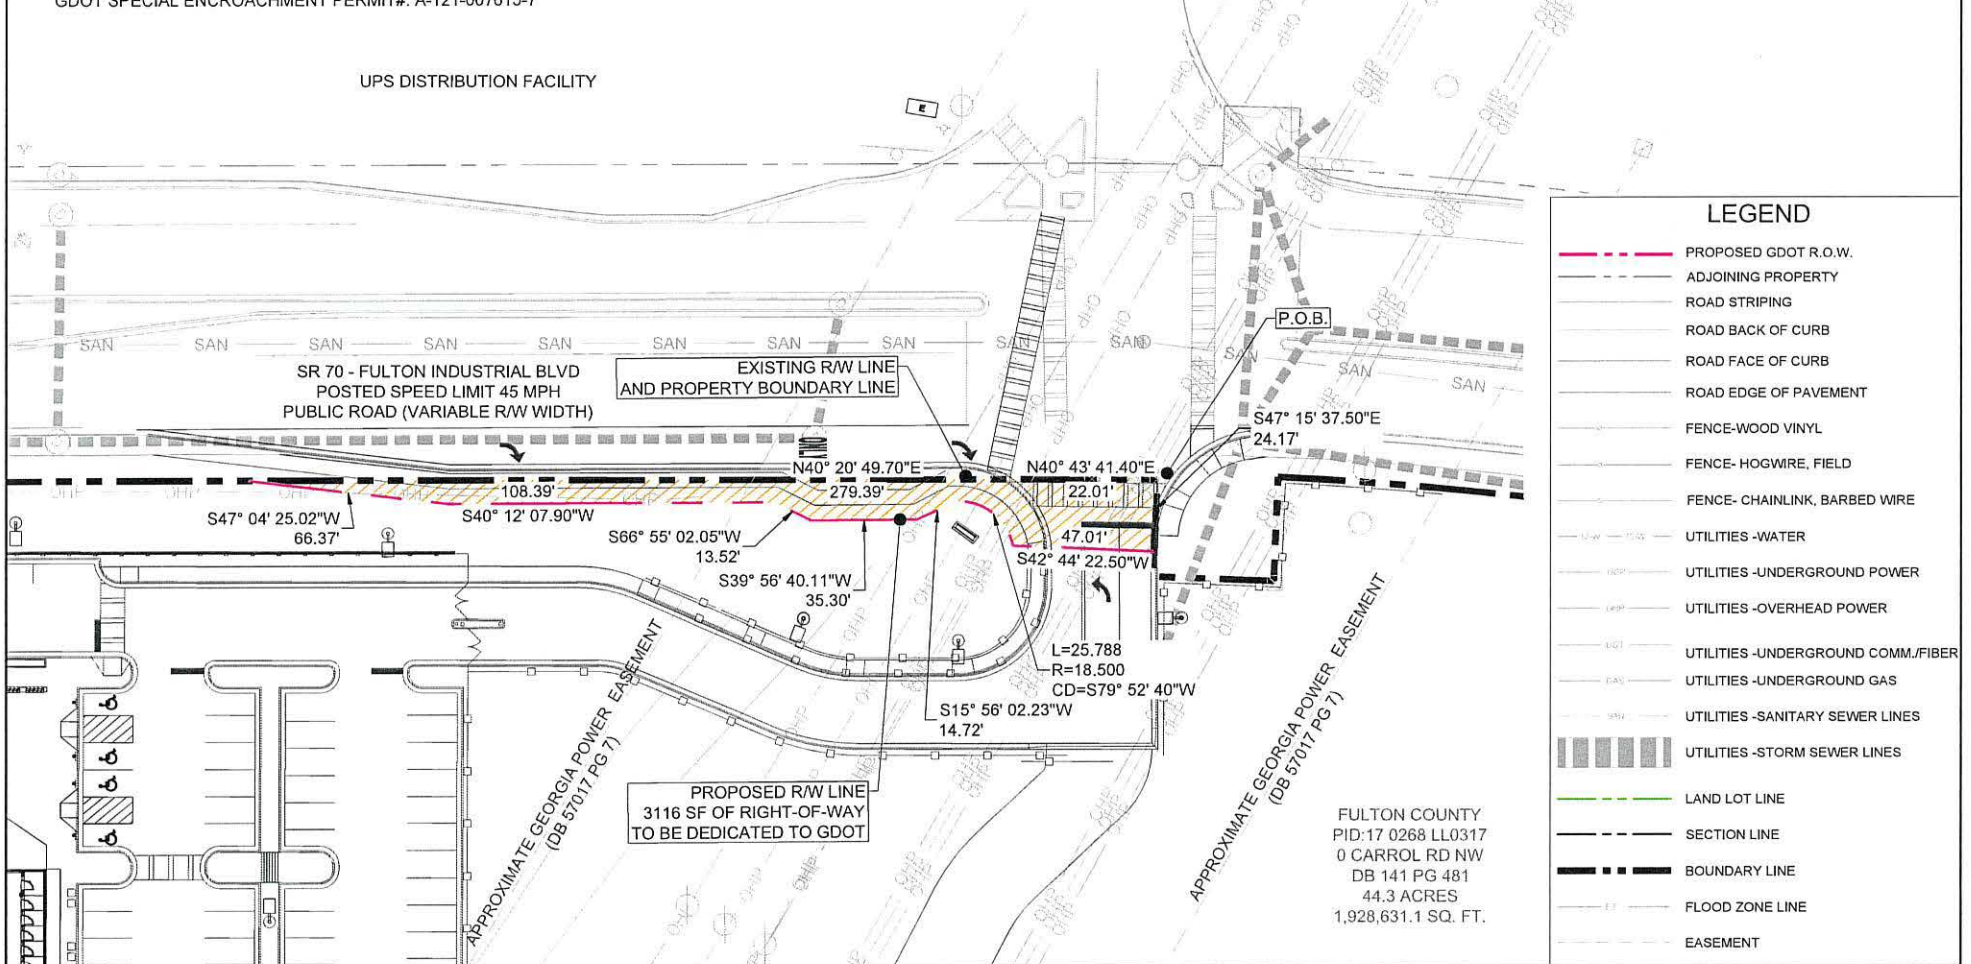 GDOT SPECIAL ENCROACHMENT PERMIT#: A-121-007615-7
UPS DISTRIBUTION FACILITY
E
SAN SAN SAN SAN SAN SAN SAN SAN SAN SAN
SAN
SAN
SAN
SR 70 - FULTON INDUSTRIAL BLVD
POSTED SPEED LIMIT 45 MPH
PUBLIC ROAD (VARIABLE R/W WIDTH)
EXISTING R/W LINE
AND PROPERTY BOUNDARY LINE
P.O.B.
S47° 15' 37.50"E
24.17'
N40° 20' 49.70"E
279.39'
N40° 43' 41.40"E
22.01'
108.39'
S40° 12' 07.90"W
S47° 04' 25.02"W
66.37'
S66° 55' 02.05"W
13.52'
S39° 56' 40.11"W
35.30'
47.01'
S42° 44' 22.50"W
L=25.788
R=18.500
CD=S79° 52' 40"W
S15° 56' 02.23"W
14.72'
PROPOSED R/W LINE
3116 SF OF RIGHT-OF-WAY
TO BE DEDICATED TO GDOT
APPROXIMATE GEORGIA POWER EASEMENT
(DB 57017 PG 7)
APPROXIMATE GEORGIA POWER EASEMENT
(DB 57017 PG 7)
FULTON COUNTY
PID:17 0268 LL0317
0 CARROL RD NW
DB 141 PG 481
44.3 ACRES
1,928,631.1 SQ. FT.
LEGEND
PROPOSED GDOT R.O.W.
ADJOINING PROPERTY
ROAD STRIPING
ROAD BACK OF CURB
ROAD FACE OF CURB
ROAD EDGE OF PAVEMENT
FENCE-WOOD VINYL
FENCE- HOGWIRE, FIELD
FENCE- CHAINLINK, BARBED WIRE
UTILITIES -WATER
UTILITIES -UNDERGROUND POWER
UTILITIES -OVERHEAD POWER
UTILITIES -UNDERGROUND COMM./FIBER
UTILITIES -UNDERGROUND GAS
UTILITIES -SANITARY SEWER LINES
UTILITIES -STORM SEWER LINES
LAND LOT LINE
SECTION LINE
BOUNDARY LINE
FLOOD ZONE LINE
EASEMENT